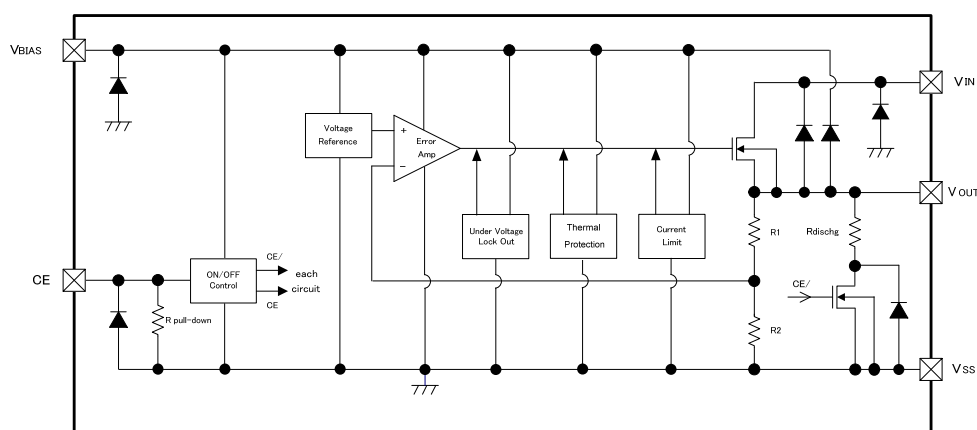 VBIAS
VIN
Voltage
Reference
+
−
Error
Amp
VOUT
Under Voltage
Lock Out
Thermal
Protection
Current
Limit
R1
Rdischg
CE
ON/OFF
Control
CE/
each
circuit
CE
CE/
R pull-down
R2
VSS